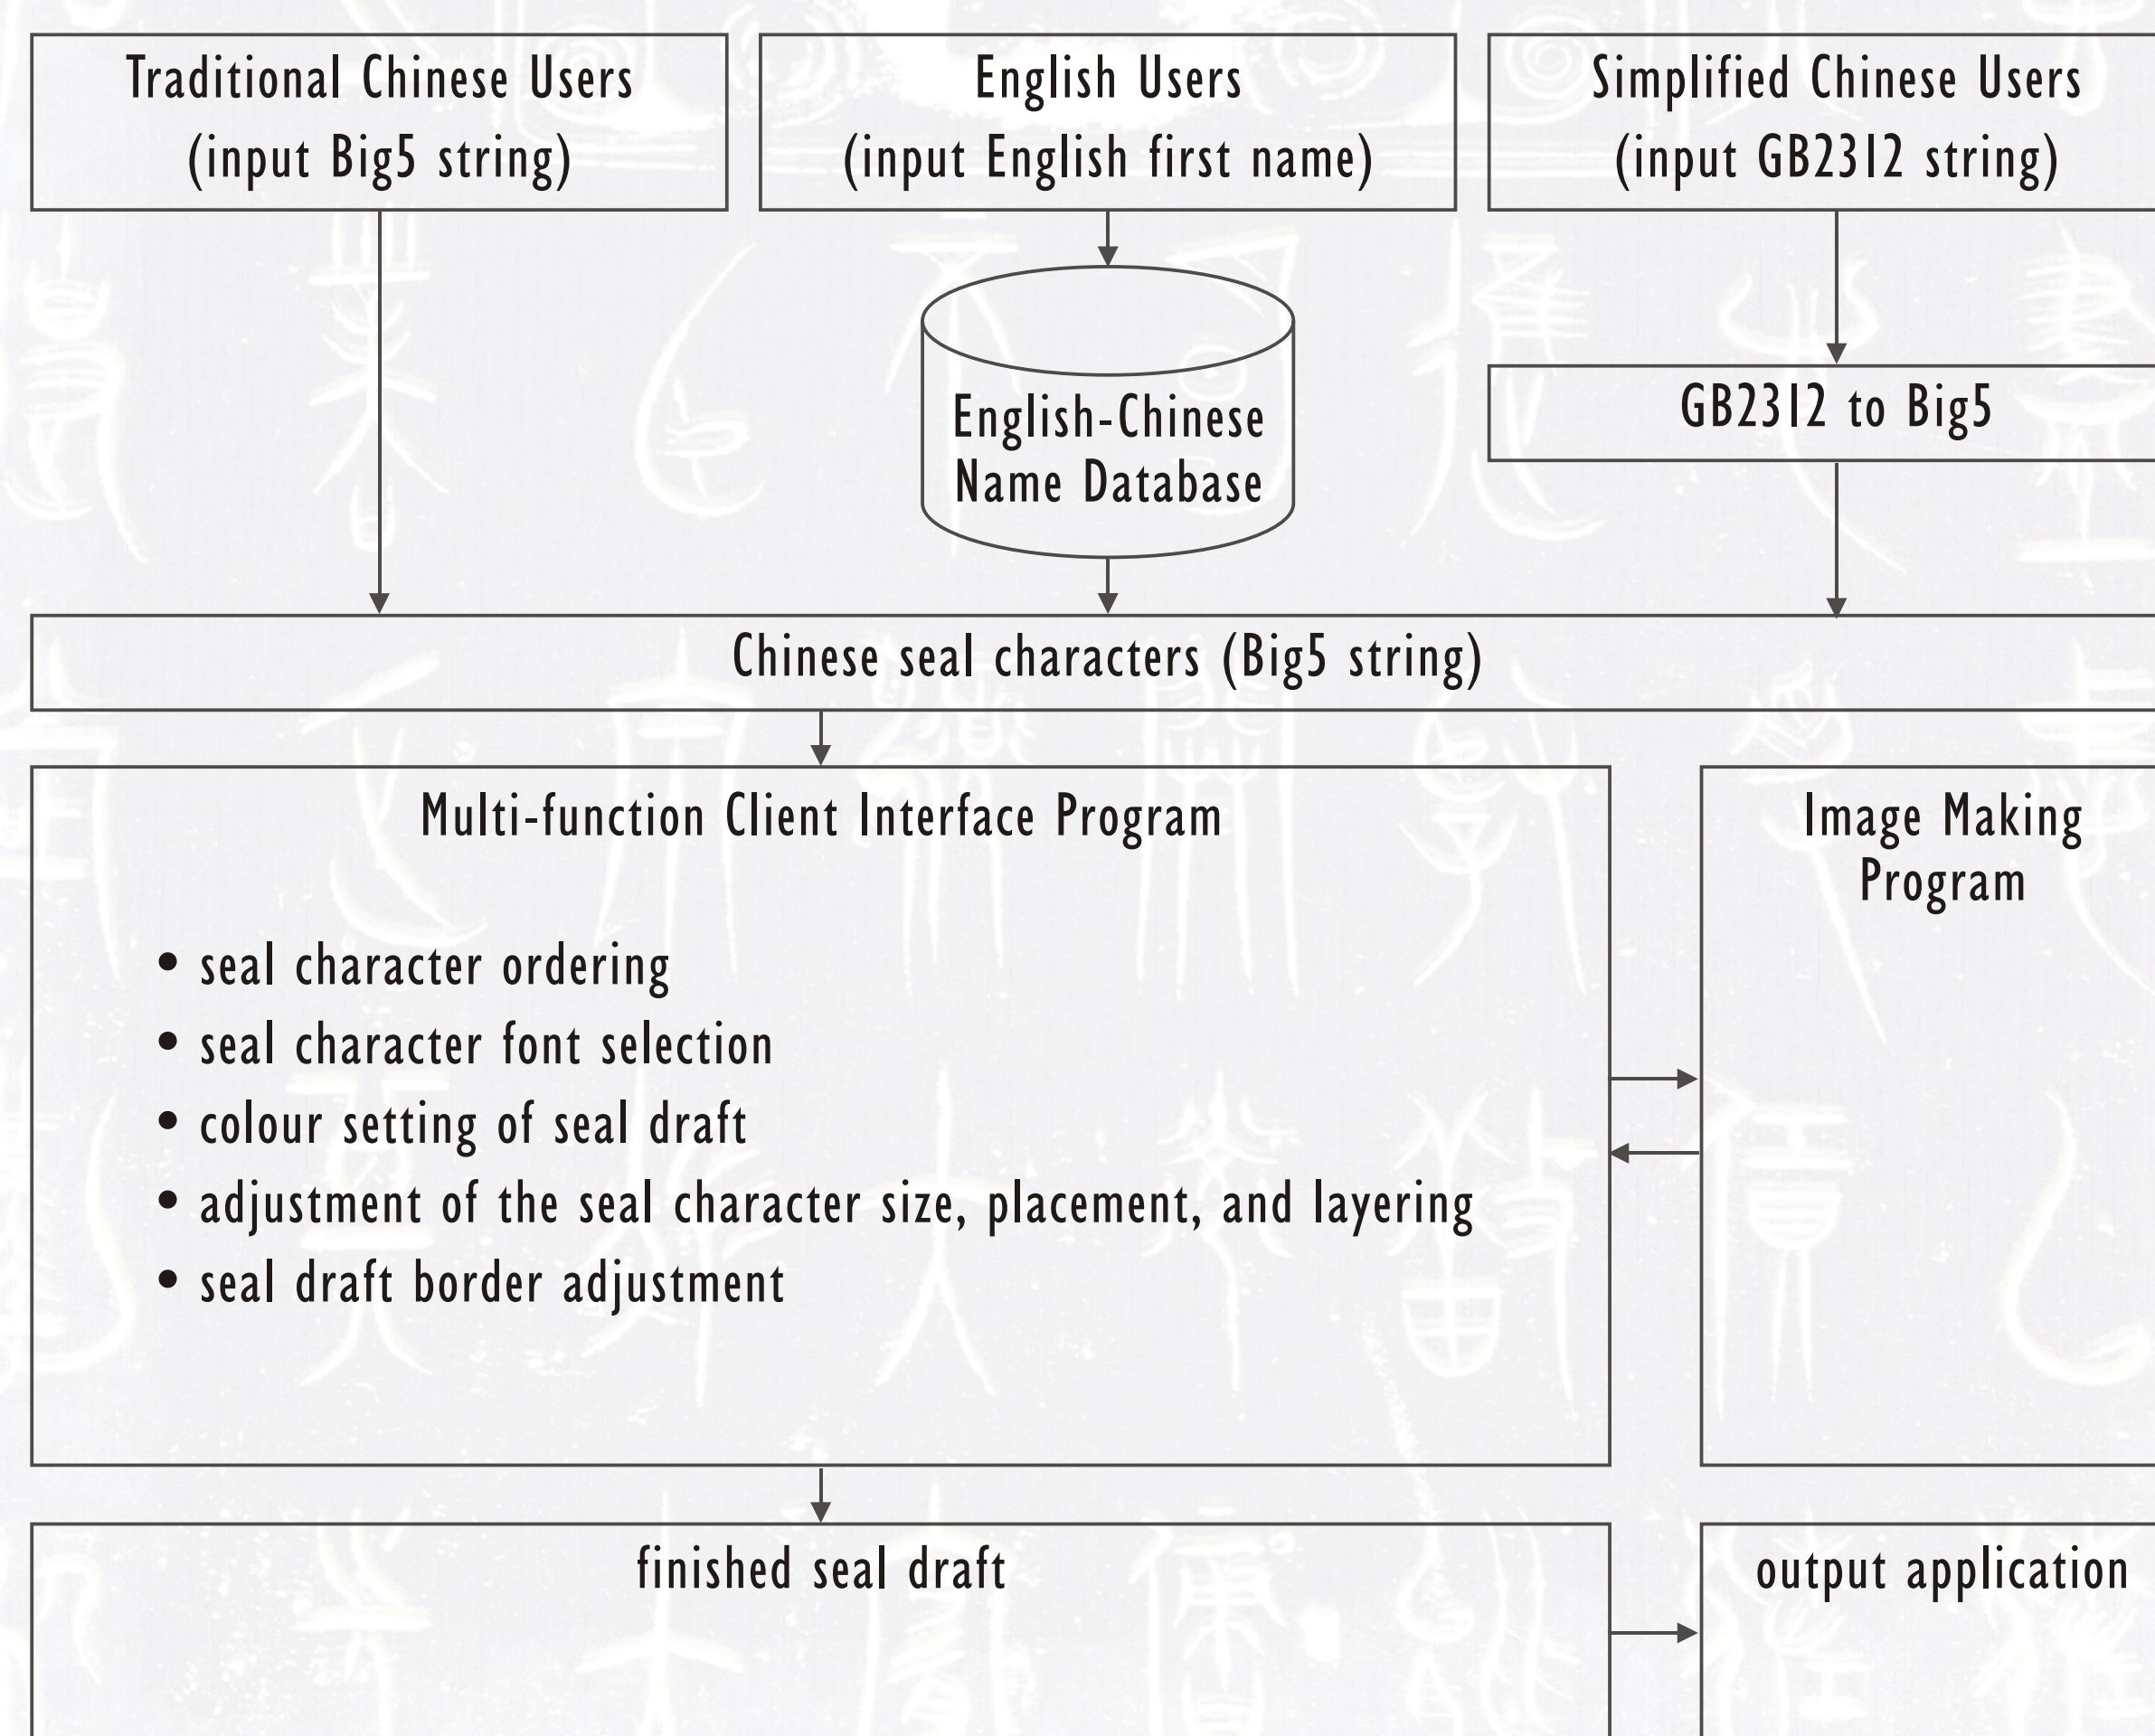 Traditional Chinese Users
(input Big5 string)
English Users
(input English first name)
Simplified Chinese Users
(input GB2312 string)
English-Chinese
Name Database
GB2312 to Big5
Chinese seal characters (Big5 string)
Multi-function Client Interface Program
• seal character ordering
• seal character font selection
• colour setting of seal draft
• adjustment of the seal character size, placement, and layering
• seal draft border adjustment
Image Making
Program
finished seal draft
output application